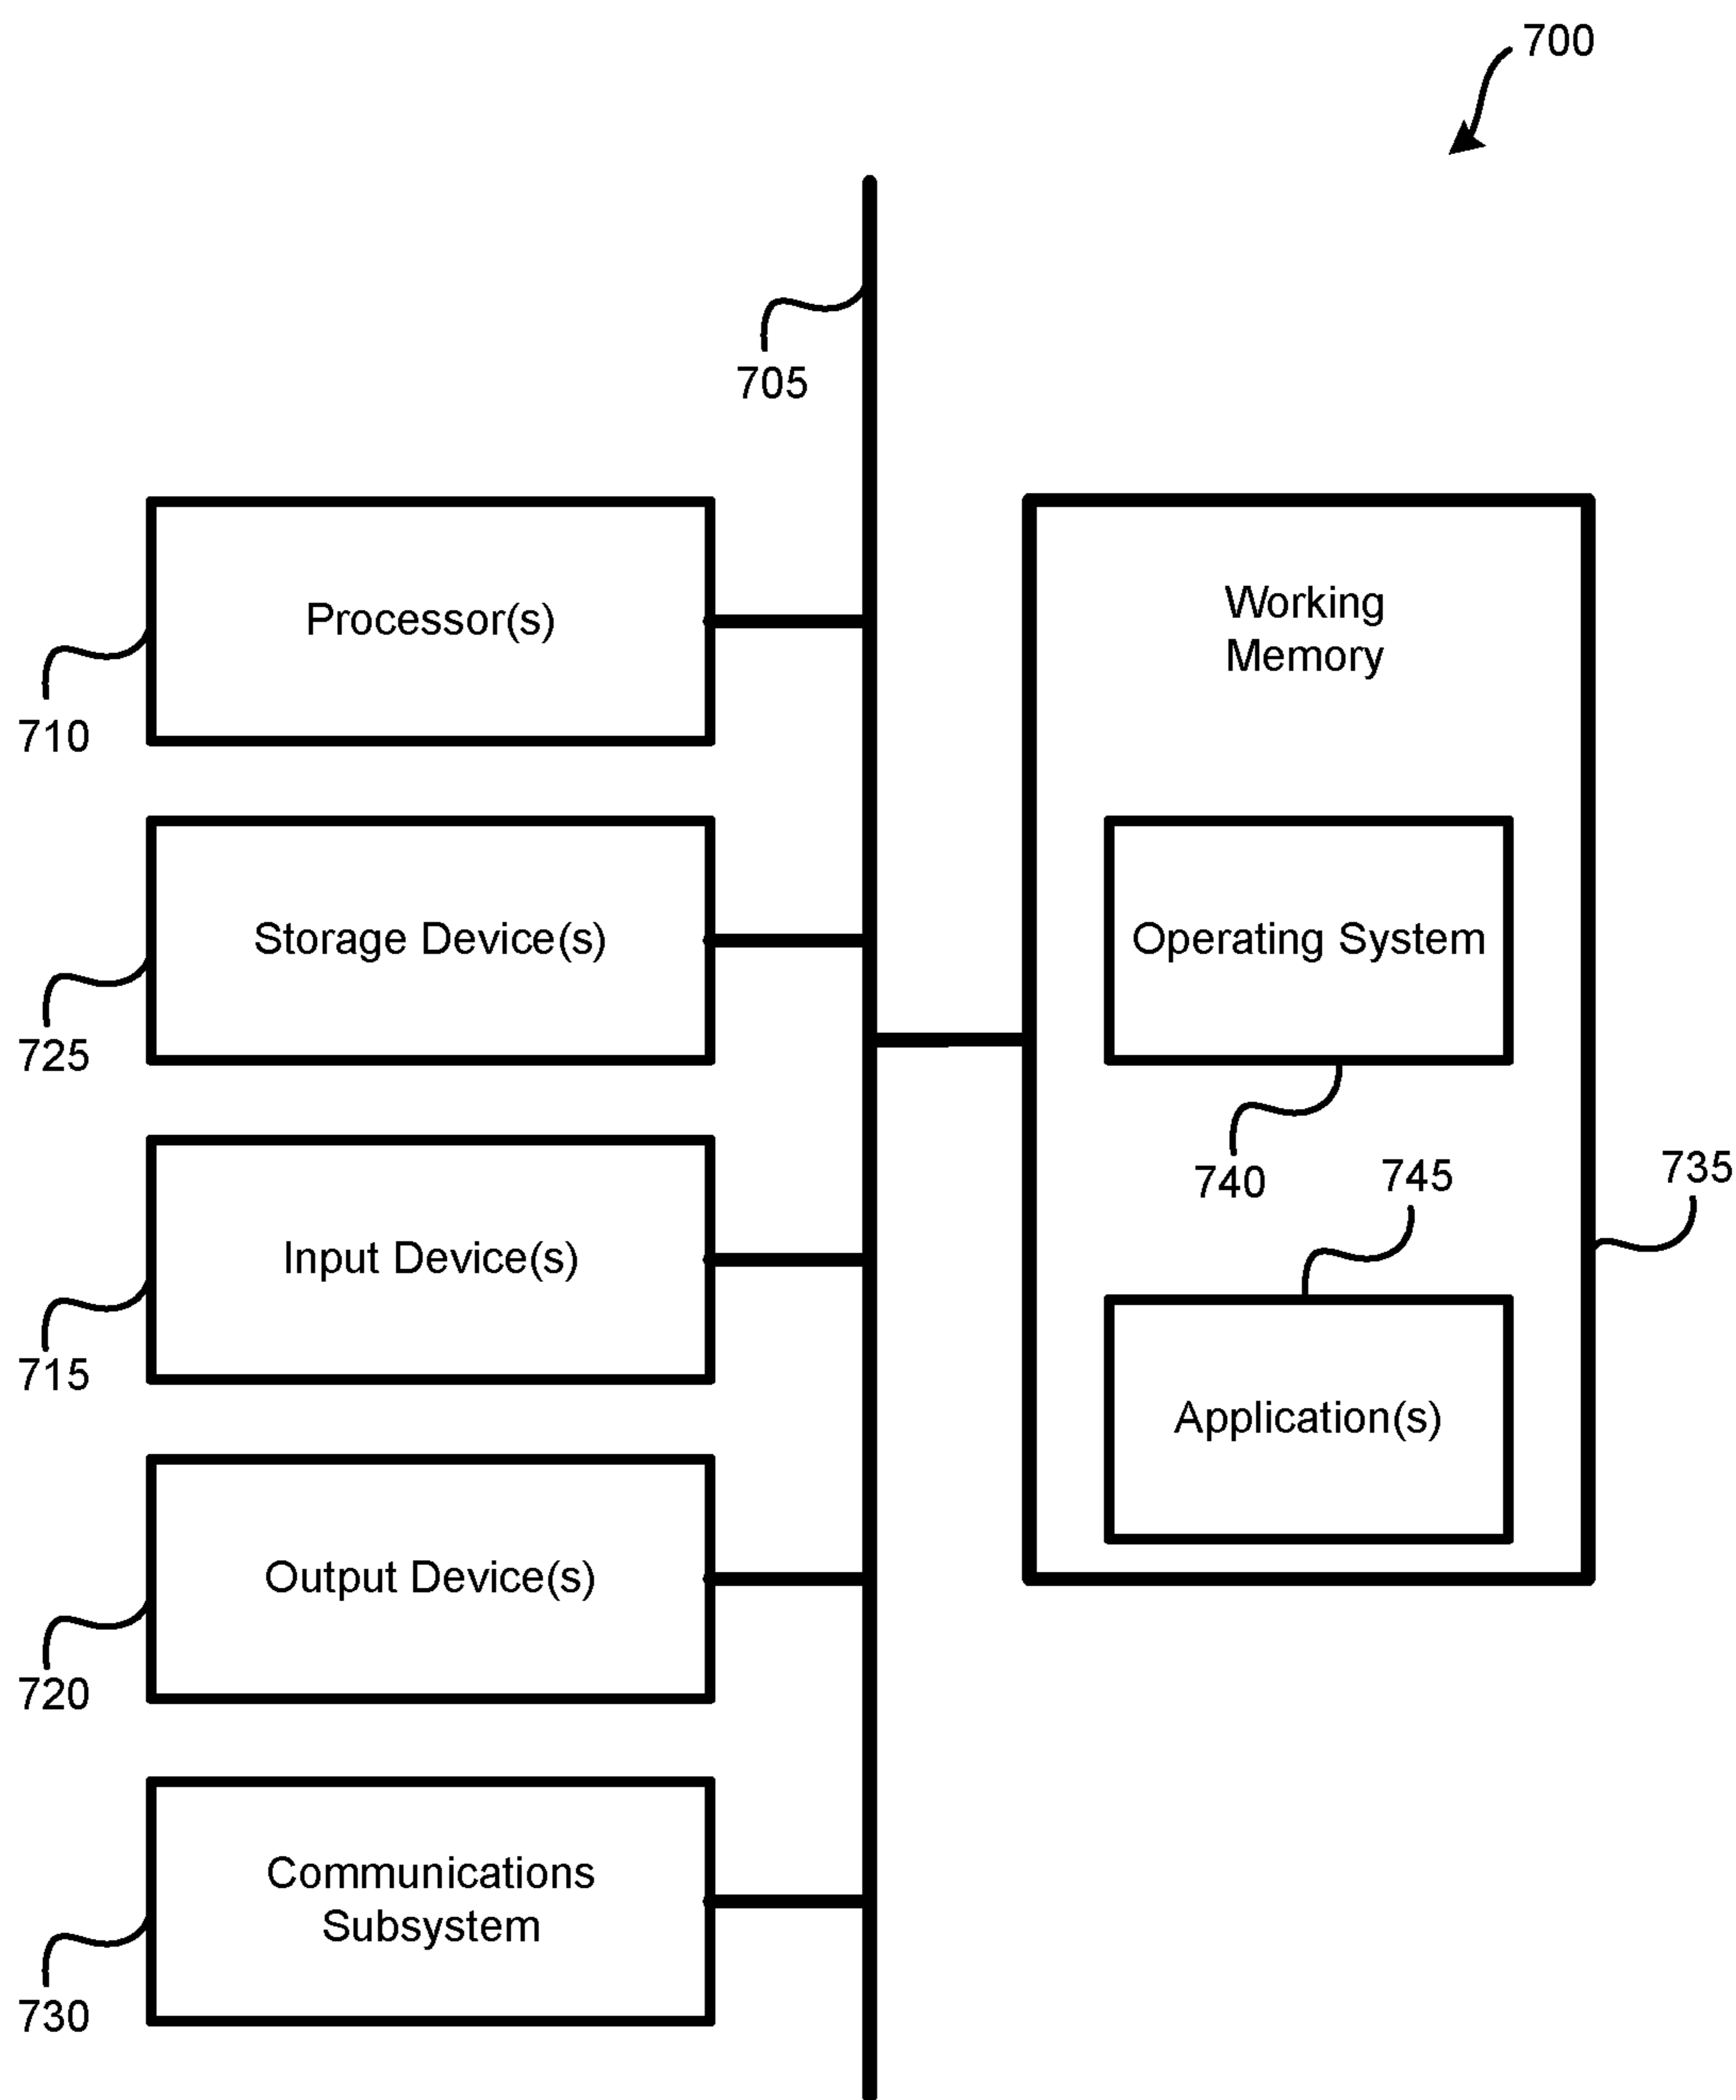 700
705
Processor(s)
710
Storage Device(s)
725
Input Device(s)
715
Output Device(s)
720
Communications
Subsystem
730
Working
Memory
Operating System
740
745
735
Application(s)